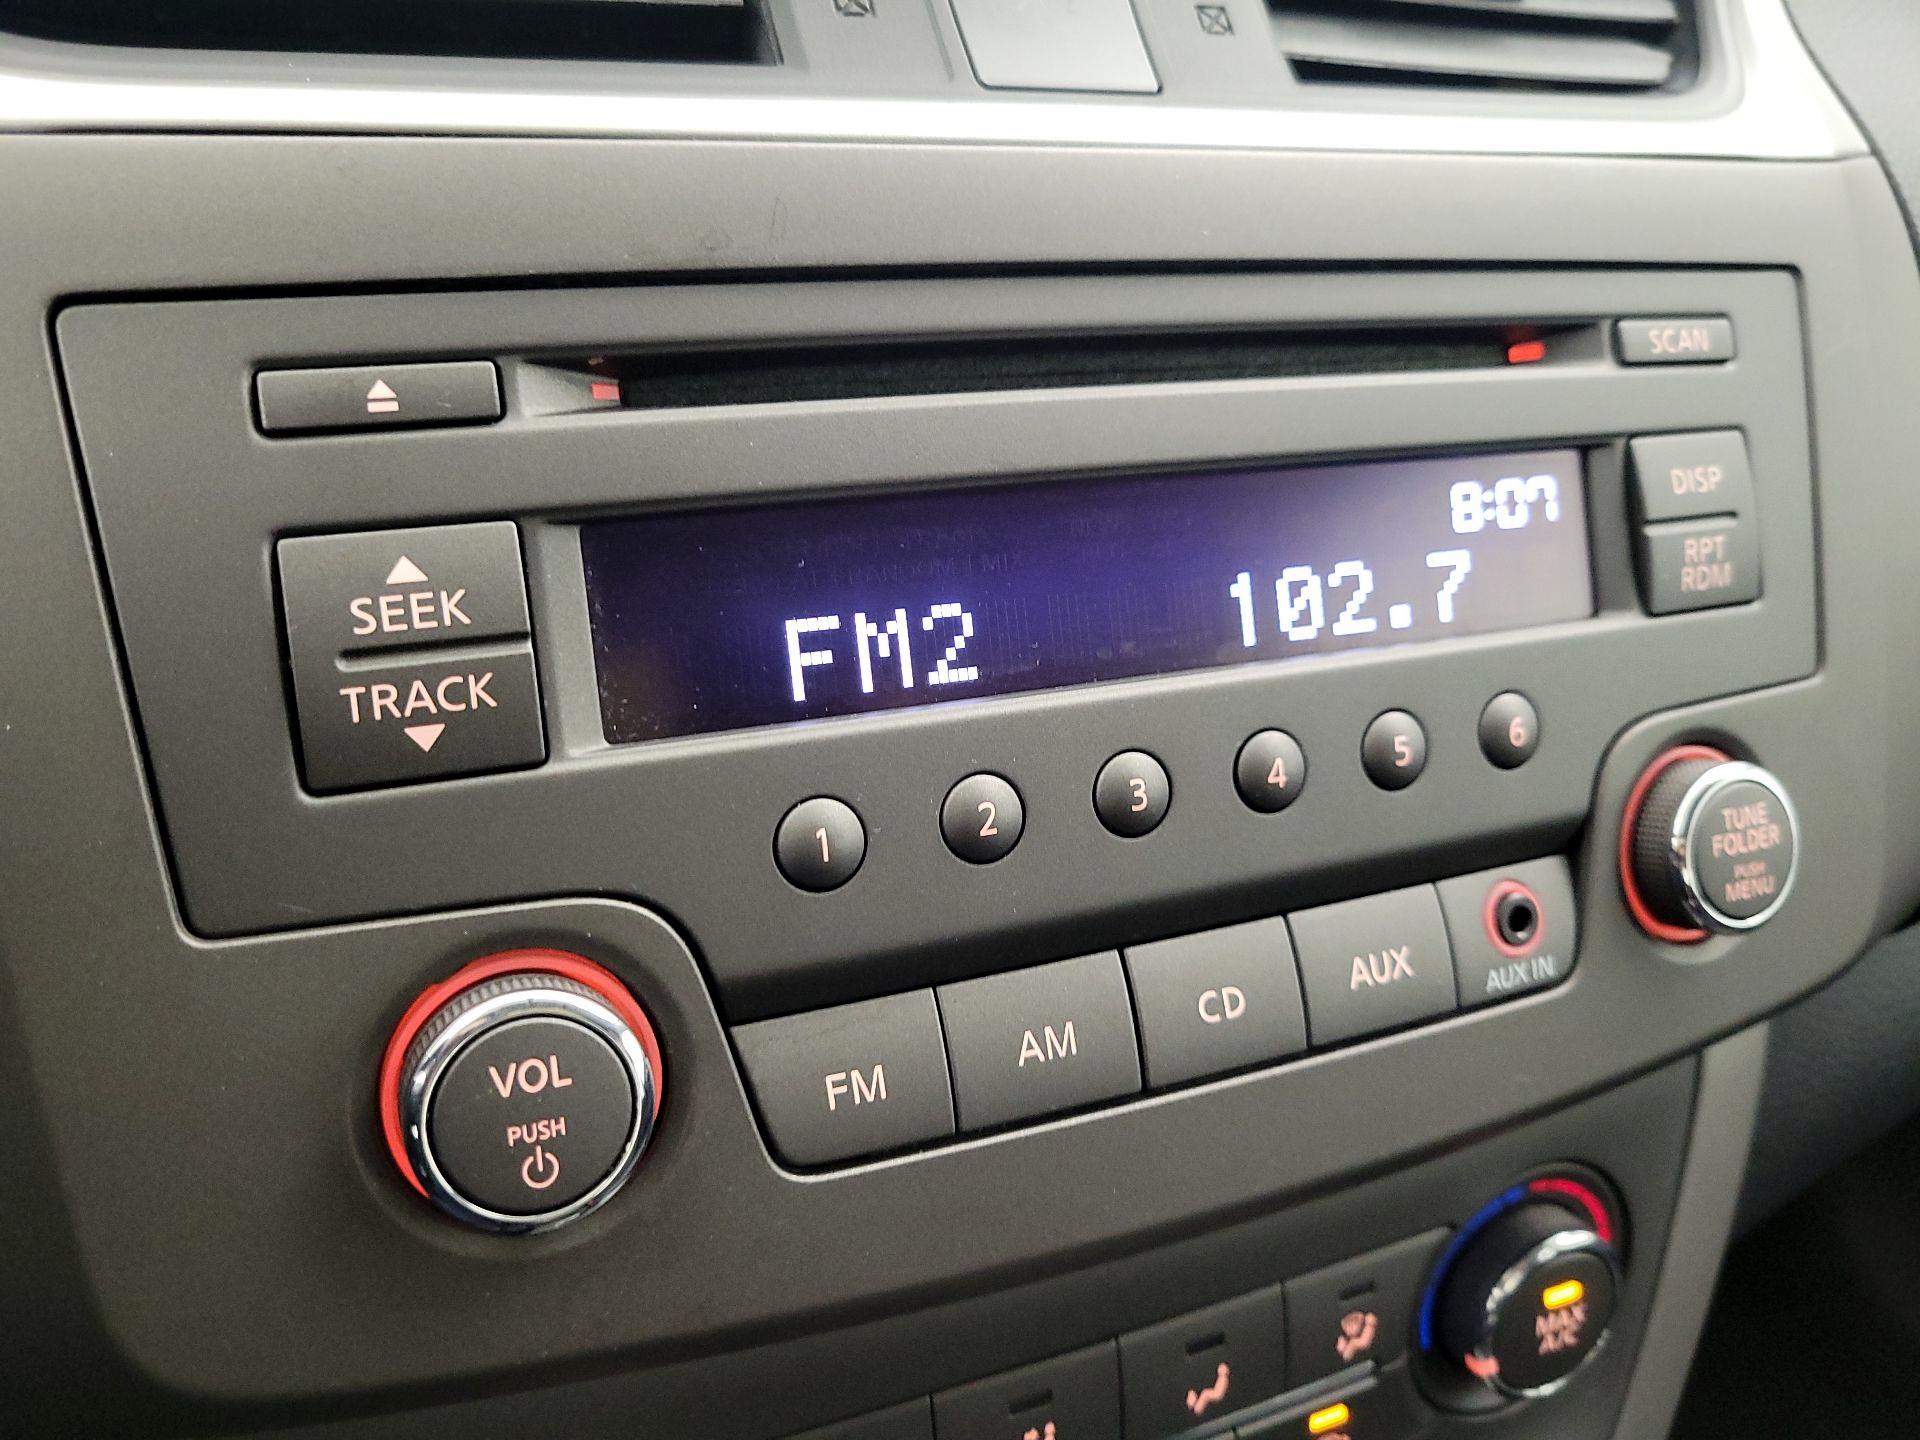 SCAN
8:07
DISP
FM2 102.7
RPT
RDM
SEEK
TRACK
1 2 3 4 5 6
TUNE
FOLDER
PUSH
MENU
FM AM CD AUX AUX IN
VOL
PUSH
MAX
A/C